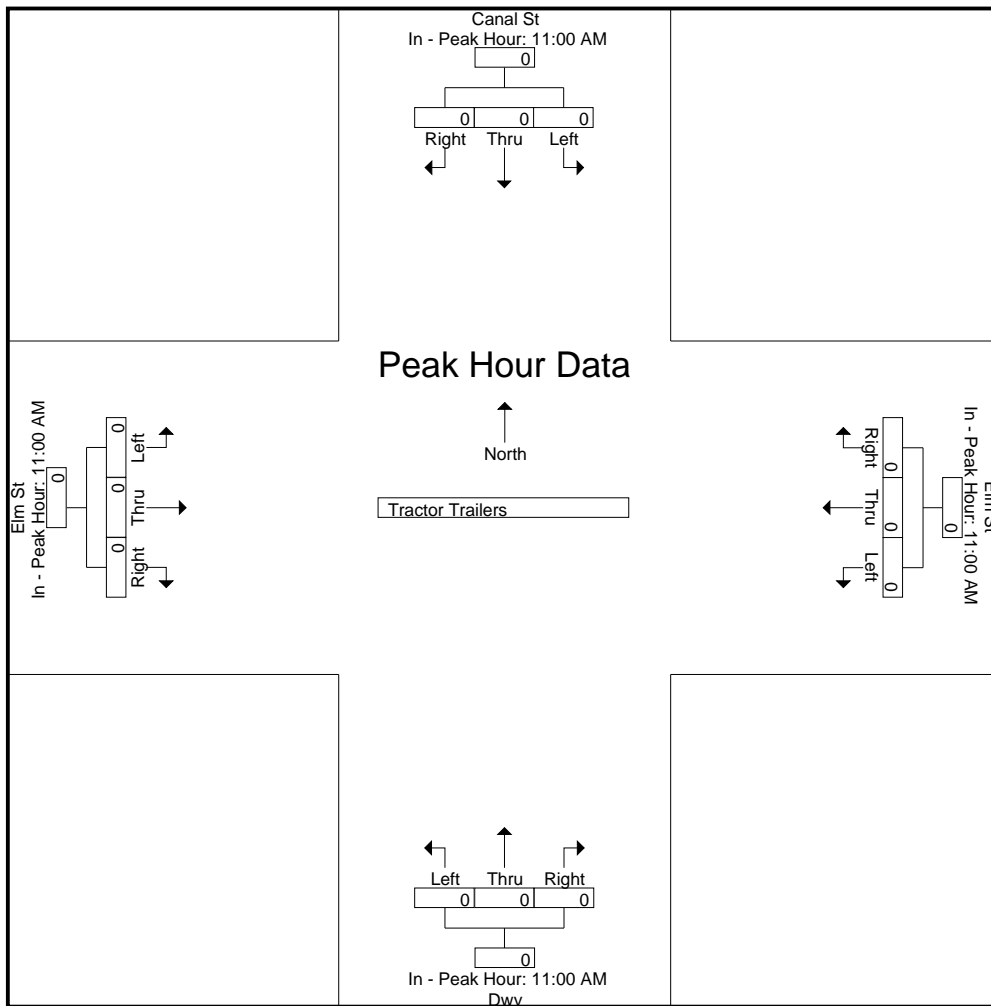 Canal St
In - Peak Hour: 11:00 AM
0
0 0 0
Right Thru Left
Peak Hour Data
North
Tractor Trailers
Elm St
In - Peak Hour: 11:00 AM
0
0 0 0
Left Thru Right
Elm St
In - Peak Hour: 11:00 AM
0
0 0 0
Right Thru Left
Left Thru Right
0 0 0
0
In - Peak Hour: 11:00 AM
Dwy